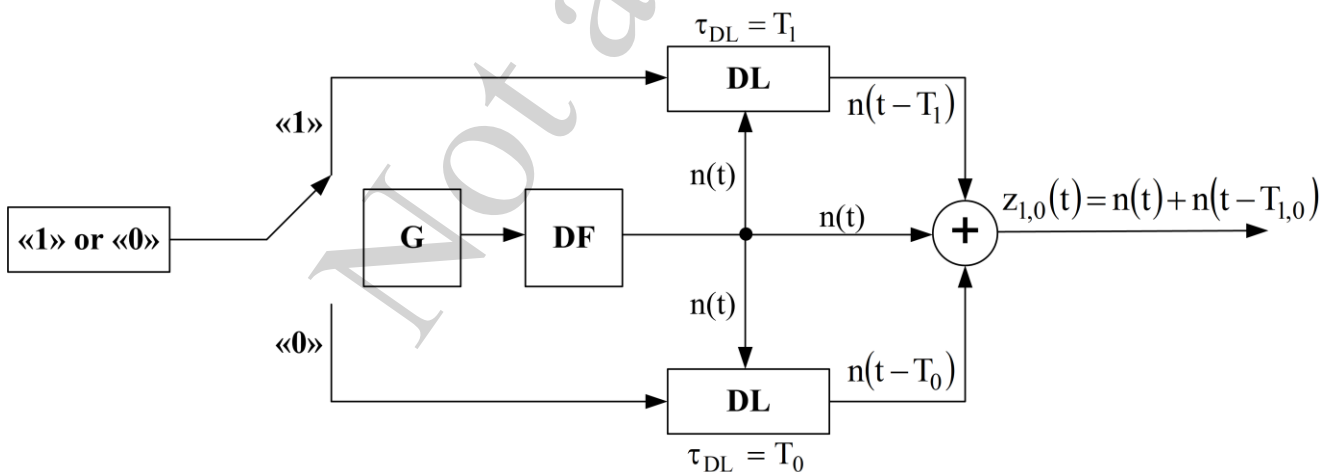 τ_DL = T_1
DL
n(t − T_1)
«1»
n(t)
«1» or «0»
G
DF
n(t)
+
z_1,0(t) = n(t) + n(t − T_1,0)
n(t)
«0»
n(t − T_0)
DL
τ_DL = T_0
Not a